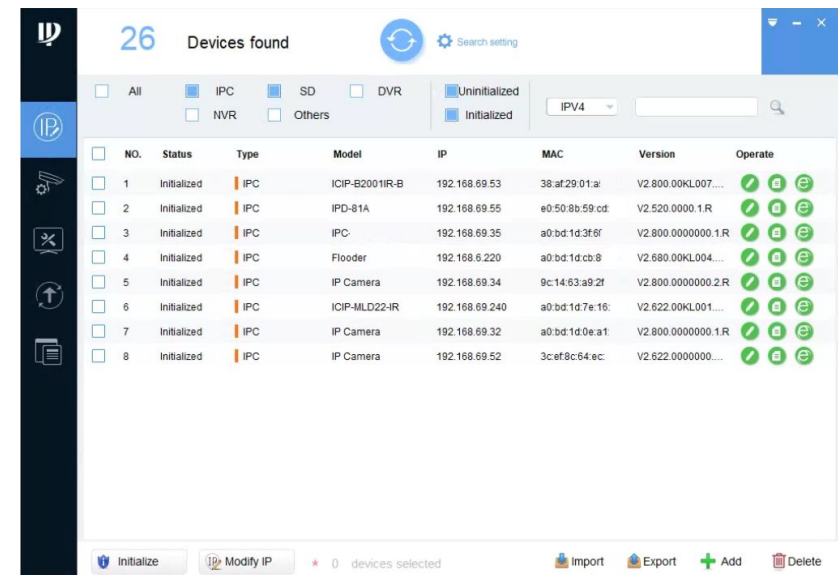 26 Devices found Search setting
All IPC SD DVR Uninitialized
NVR Others Initialized
IPV4
NO. Status Type Model IP MAC Version Operate
1 Initialized IPC ICIP-B2001IR-B 192.168.69.53 38:af:29:01:a V2.800.00KL007....
2 Initialized IPC IPD-81A 192.168.69.55 e0:50:8b:59:cd: V2.520.0000.1.R
3 Initialized IPC IPC- 192.168.69.35 a0:bd:1d:3f:6f V2.800.0000000.1.R
4 Initialized IPC Flooder 192.168.6.220 a0:bd:1d:cb:8 V2.680.00KL004....
5 Initialized IPC IP Camera 192.168.69.34 9c:14:63:a9:2f V2.800.0000000.2.R
6 Initialized IPC ICIP-MLD22-IR 192.168.69.240 a0:bd:1d:7e:16: V2.622.00KL001....
7 Initialized IPC IP Camera 192.168.69.32 a0:bd:1d:0e:a1: V2.800.0000000.1.R
8 Initialized IPC IP Camera 192.168.69.52 3c:ef:8c:64:ec: V2.622.0000000....
Initialize IP Modify IP * 0 devices selected Import Export Add Delete